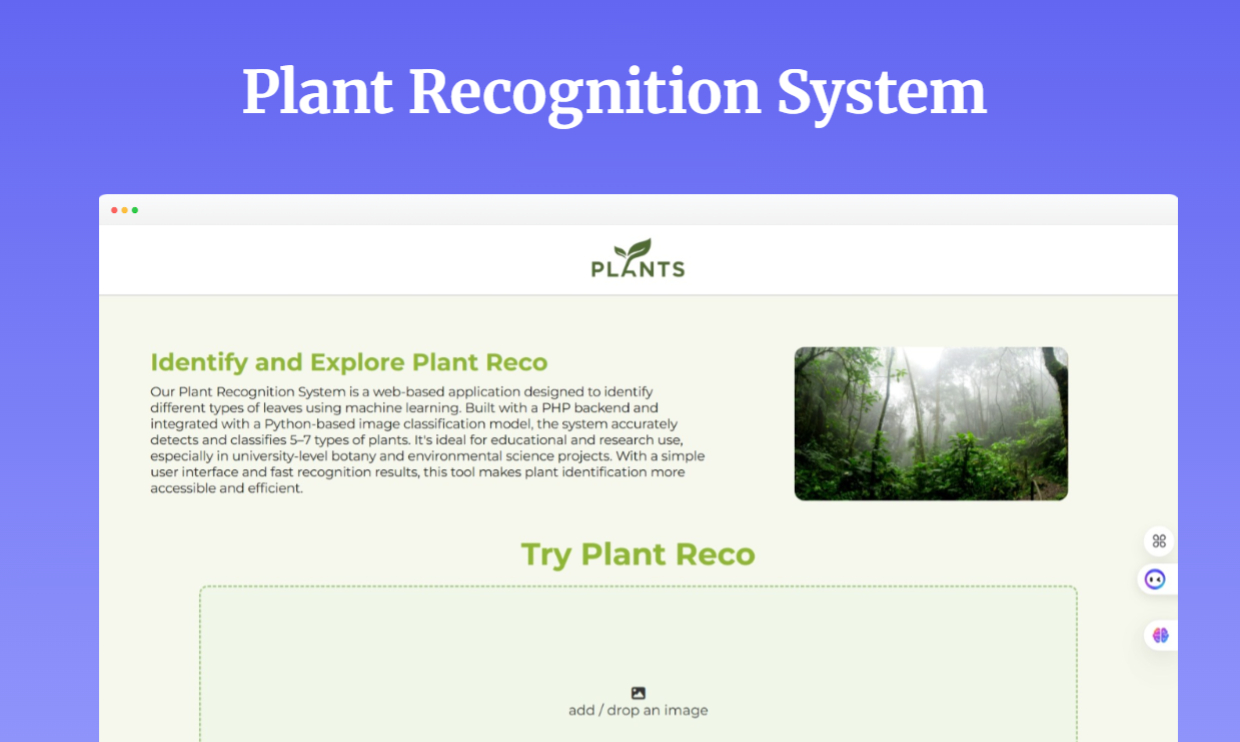 Plant Recognition System
PLANTS
Identify and Explore Plant Reco
Our Plant Recognition System is a web-based application designed to identify
different types of leaves using machine learning. Built with a PHP backend and
integrated with a Python-based image classification model, the system accurately
detects and classifies 5–7 types of plants. It's ideal for educational and research use,
especially in university-level botany and environmental science projects. With a simple
user interface and fast recognition results, this tool makes plant identification more
accessible and efficient.
Try Plant Reco
add / drop an image